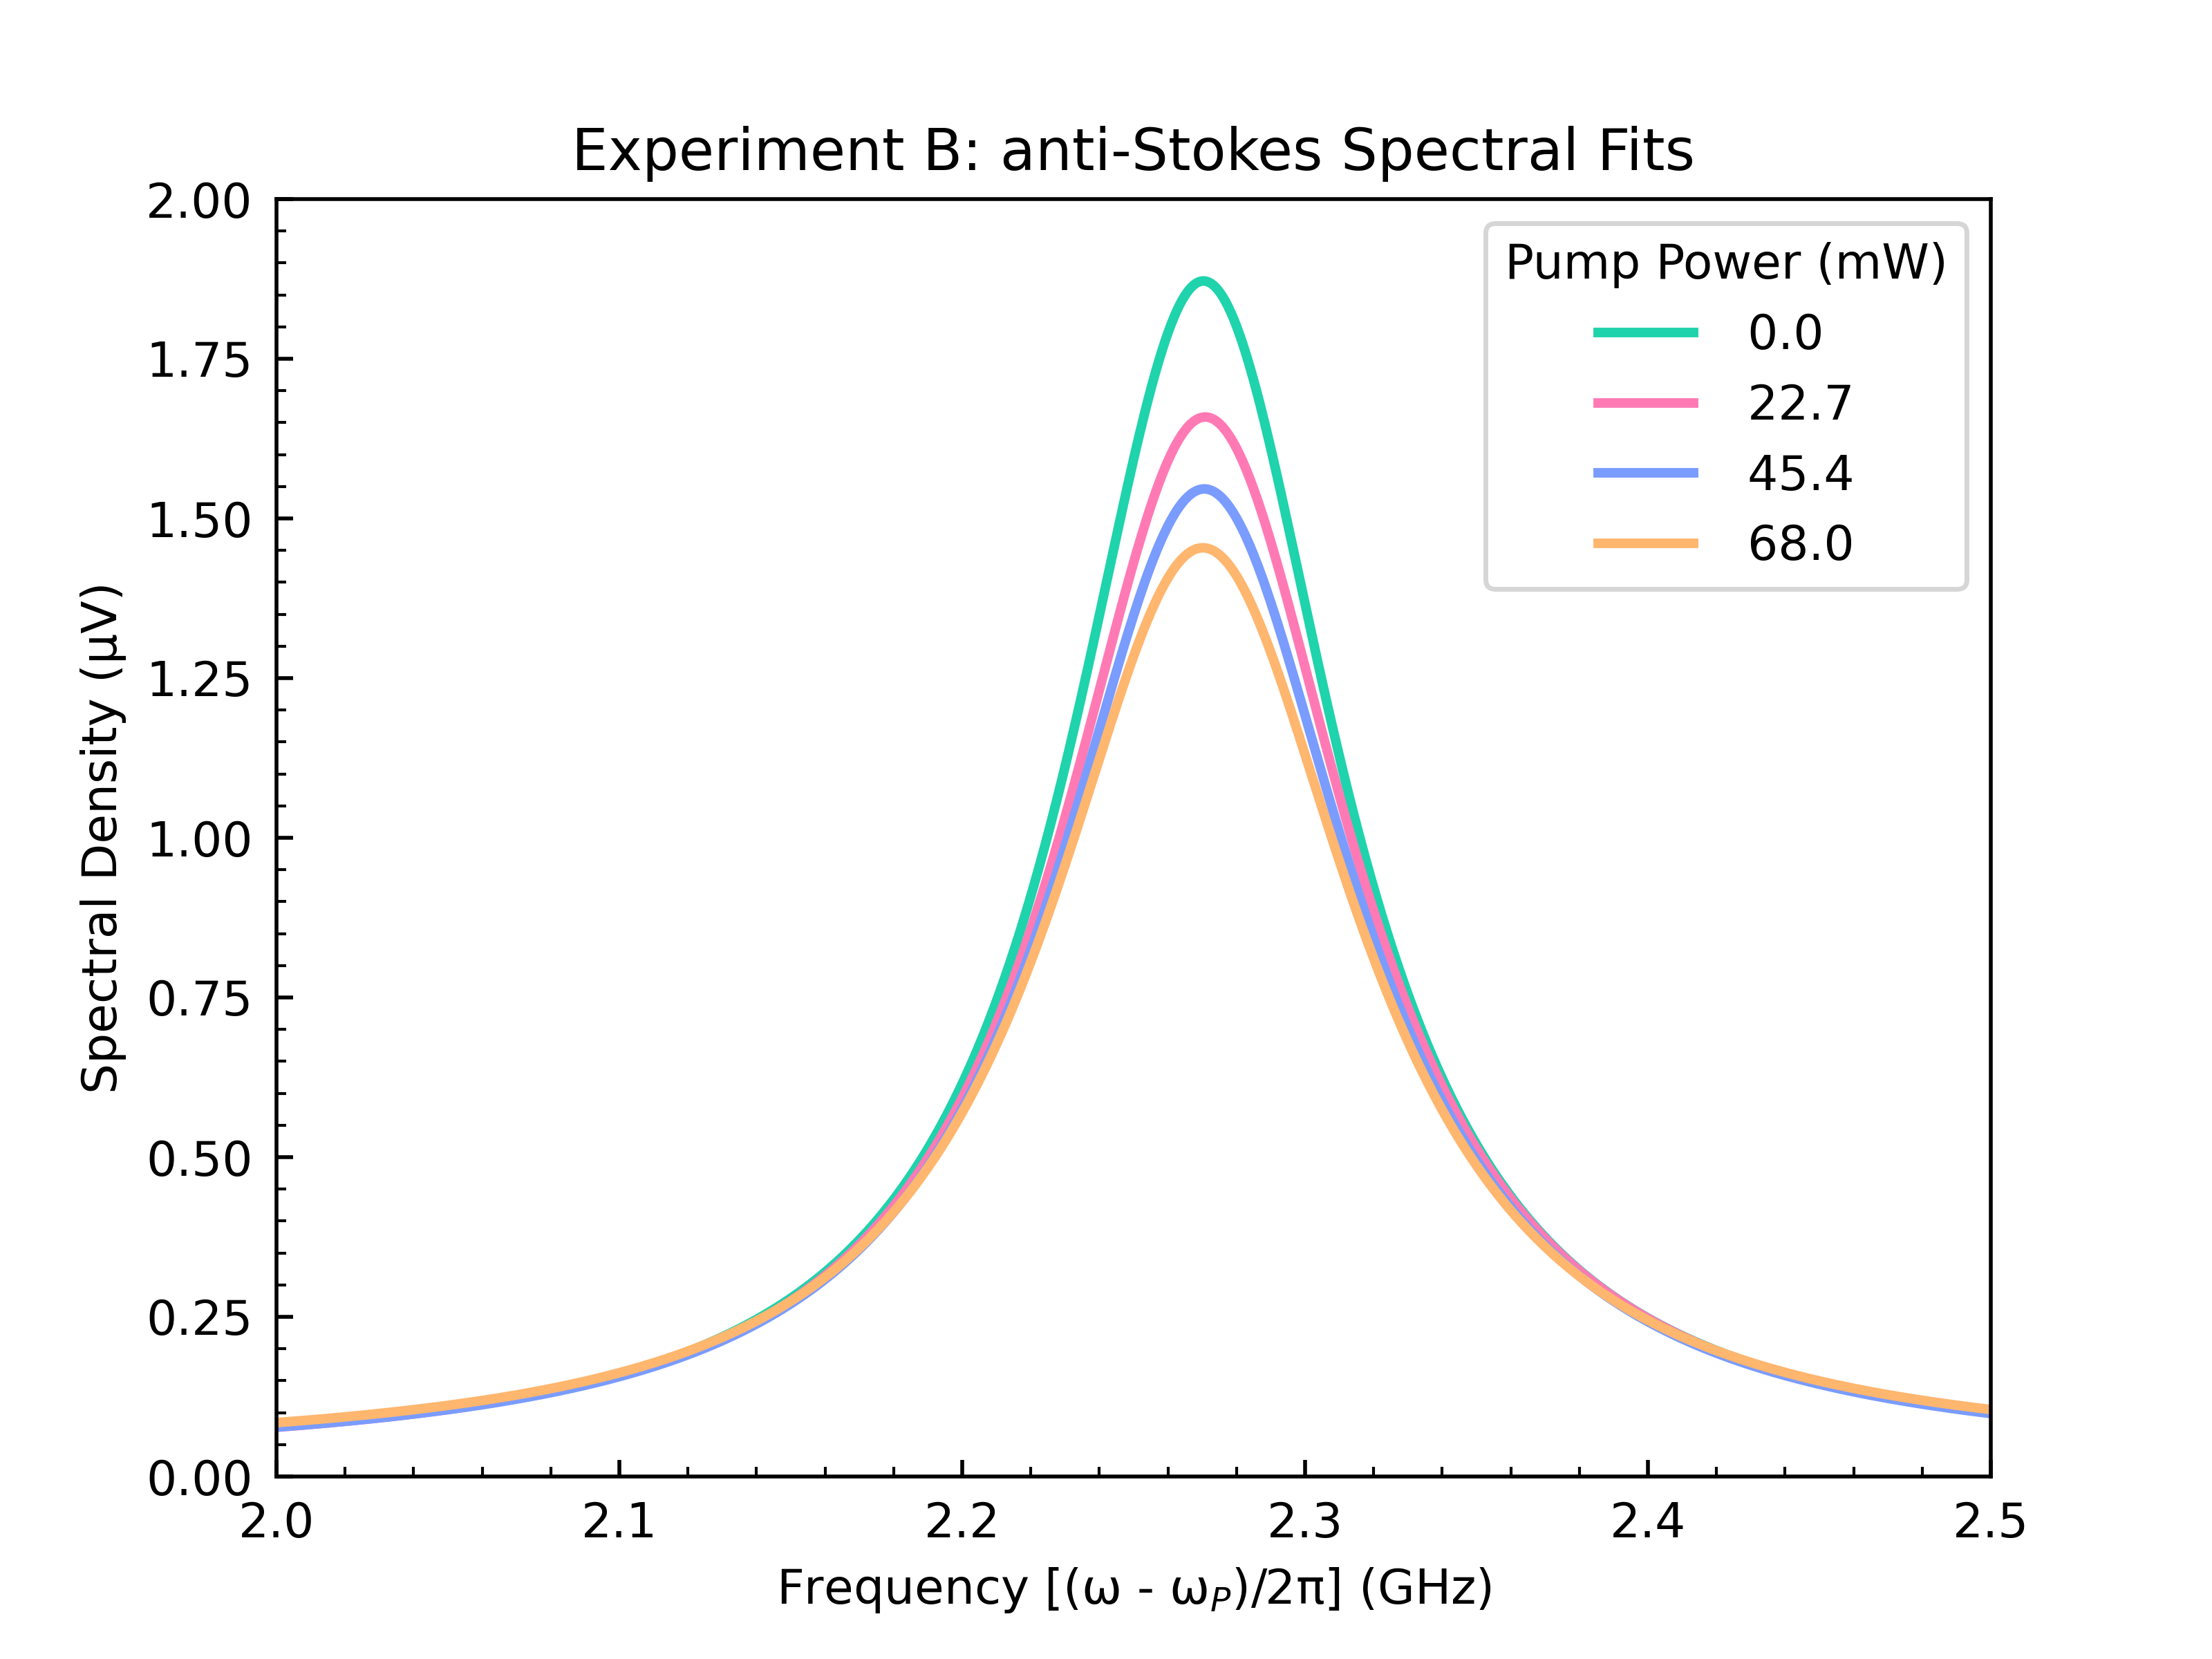 Experiment B: anti-Stokes Spectral Fits
2.00
1.75
1.50
1.25
1.00
0.75
0.50
0.25
0.00
Spectral Density (µV)
Pump Power (mW)
0.0
22.7
45.4
68.0
2.0 2.1 2.2 2.3 2.4 2.5
Frequency [(ω - ω_P)/2π] (GHz)